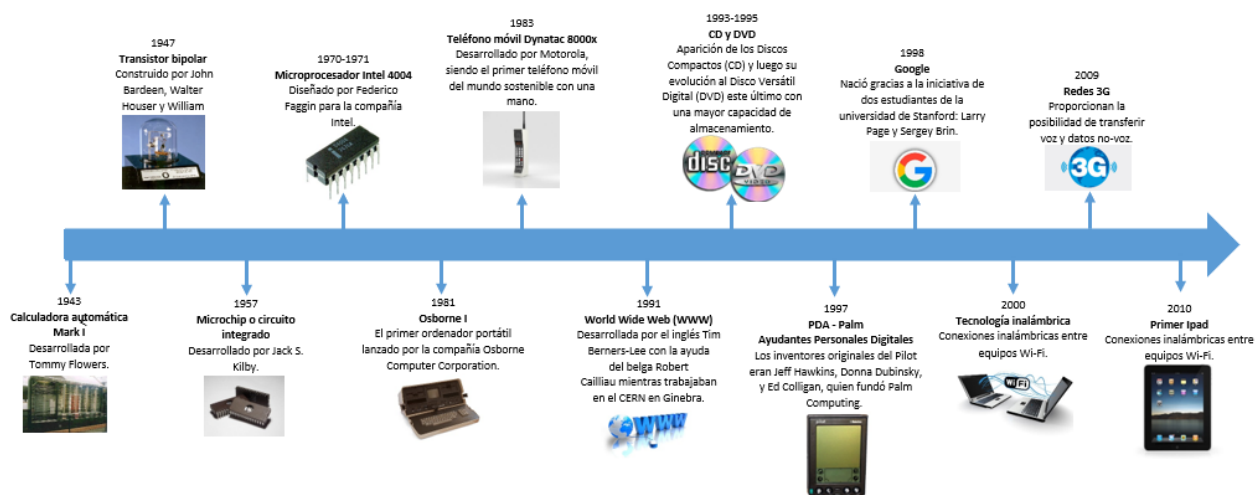 1947
Transistor bipolar
Construido por John
Bardeen, Walter
Houser y William
1970-1971
Microprocesador Intel 4004
Diseñado por Federico
Faggin para la compañía
Intel.
1983
Teléfono móvil Dynatac 8000x
Desarrollado por Motorola,
siendo el primer teléfono móvil
del mundo sostenible con una
mano.
1993-1995
CD y DVD
Aparición de los Discos
Compactos (CD) y luego su
evolución al Disco Versátil
Digital (DVD) este último con
una mayor capacidad de
almacenamiento.
COMPACT
disc
DVD
VIDEO
1998
Google
Nació gracias a la iniciativa de
dos estudiantes de la
universidad de Stanford: Larry
Page y Sergey Brin.
G
2009
Redes 3G
Proporcionan la
posibilidad de transferir
voz y datos no-voz.
3G
1943
Calculadora automática
Mark I
Desarrollada por
Tommy Flowers.
1957
Microchip o circuito
integrado
Desarrollado por Jack S.
Kilby.
1981
Osborne I
El primer ordenador portátil
lanzado por la compañía Osborne
Computer Corporation.
1991
World Wide Web (WWW)
Desarrollada por el inglés Tim
Berners-Lee con la ayuda
del belga Robert
Cailliau mientras trabajaban
en el CERN en Ginebra.
WWW
1997
PDA - Palm
Ayudantes Personales Digitales
Los inventores originales del Pilot
eran Jeff Hawkins, Donna Dubinsky,
y Ed Colligan, quien fundó Palm
Computing.
2000
Tecnología inalámbrica
Conexiones inalámbricas entre
equipos Wi-Fi.
Wi Fi
2010
Primer Ipad
Conexiones inalámbricas entre
equipos Wi-Fi.